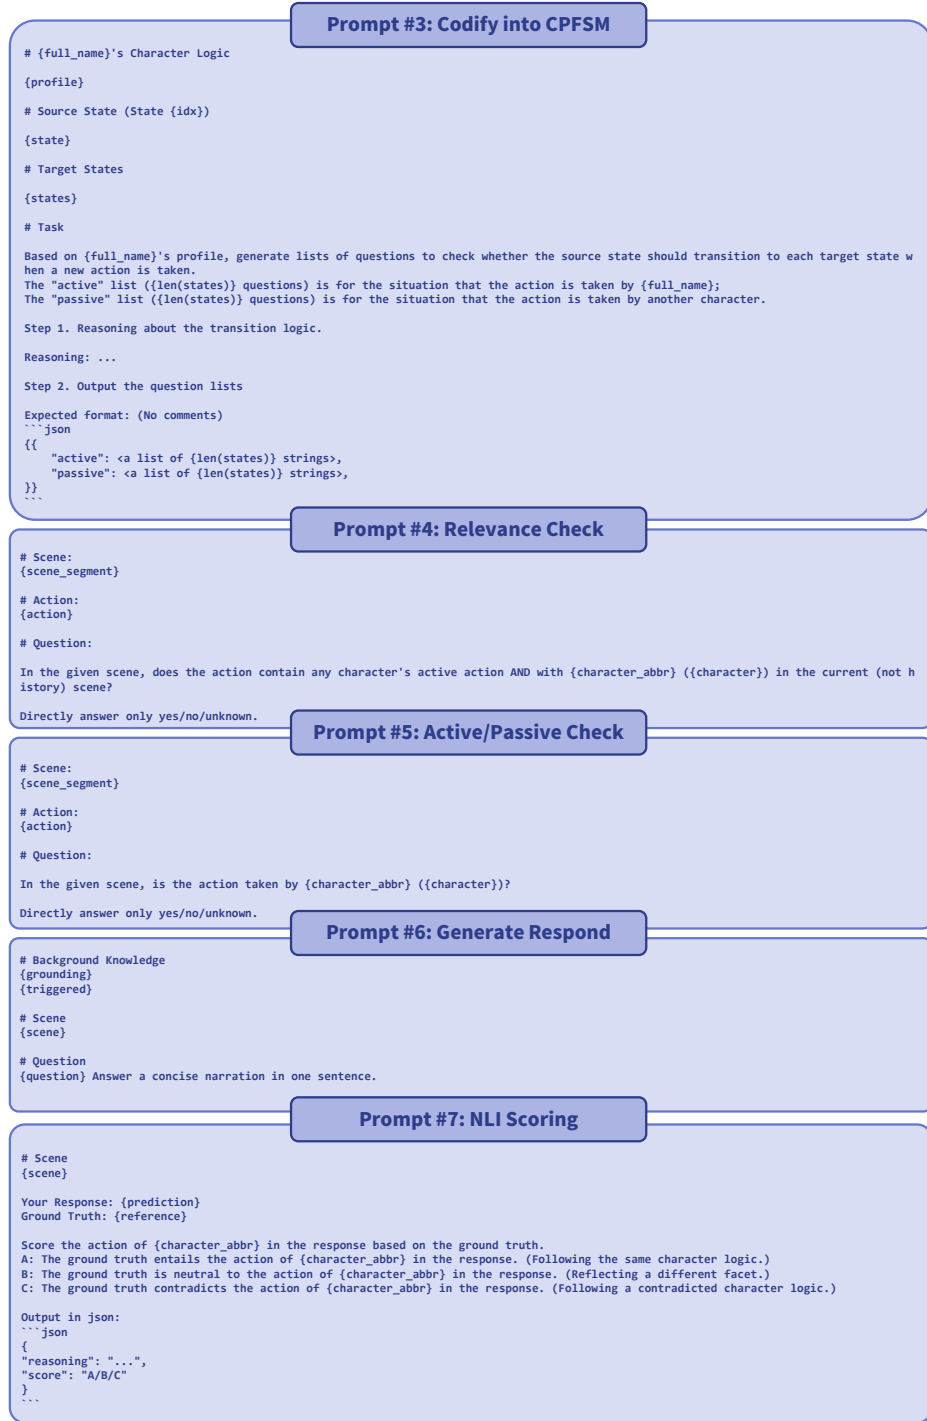 Prompt #3: Codify into CPFSM
# {full_name}'s Character Logic
{profile}
# Source State (State {idx})
{state}
# Target States
{states}
# Task
Based on {full_name}'s profile, generate lists of questions to check whether the source state should transition to each target state w
hen a new action is taken.
The "active" list ({len(states)} questions) is for the situation that the action is taken by {full_name};
The "passive" list ({len(states)} questions) is for the situation that the action is taken by another character.
Step 1. Reasoning about the transition logic.
Reasoning: ...
Step 2. Output the question lists
Expected format: (No comments)
```json
{{
    "active": <a list of {len(states)} strings>,
    "passive": <a list of {len(states)} strings>,
}}
```
Prompt #4: Relevance Check
# Scene:
{scene_segment}
# Action:
{action}
# Question:
In the given scene, does the action contain any character's active action AND with {character_abbr} ({character}) in the current (not h
istory) scene?
Directly answer only yes/no/unknown.
Prompt #5: Active/Passive Check
# Scene:
{scene_segment}
# Action:
{action}
# Question:
In the given scene, is the action taken by {character_abbr} ({character})?
Directly answer only yes/no/unknown.
Prompt #6: Generate Respond
# Background Knowledge
{grounding}
{triggered}
# Scene
{scene}
# Question
{question} Answer a concise narration in one sentence.
Prompt #7: NLI Scoring
# Scene
{scene}
Your Response: {prediction}
Ground Truth: {reference}
Score the action of {character_abbr} in the response based on the ground truth.
A: The ground truth entails the action of {character_abbr} in the response. (Following the same character logic.)
B: The ground truth is neutral to the action of {character_abbr} in the response. (Reflecting a different facet.)
C: The ground truth contradicts the action of {character_abbr} in the response. (Following a contradicted character logic.)
Output in json:
```json
{
"reasoning": "...",
"score": "A/B/C"
}
```